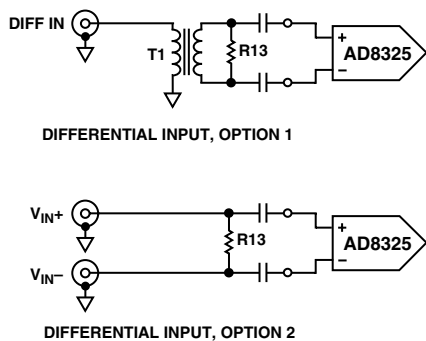 DIFF IN
T1
R13
+
–
AD8325
DIFFERENTIAL INPUT, OPTION 1
VIN+
R13
+
–
AD8325
VIN–
DIFFERENTIAL INPUT, OPTION 2